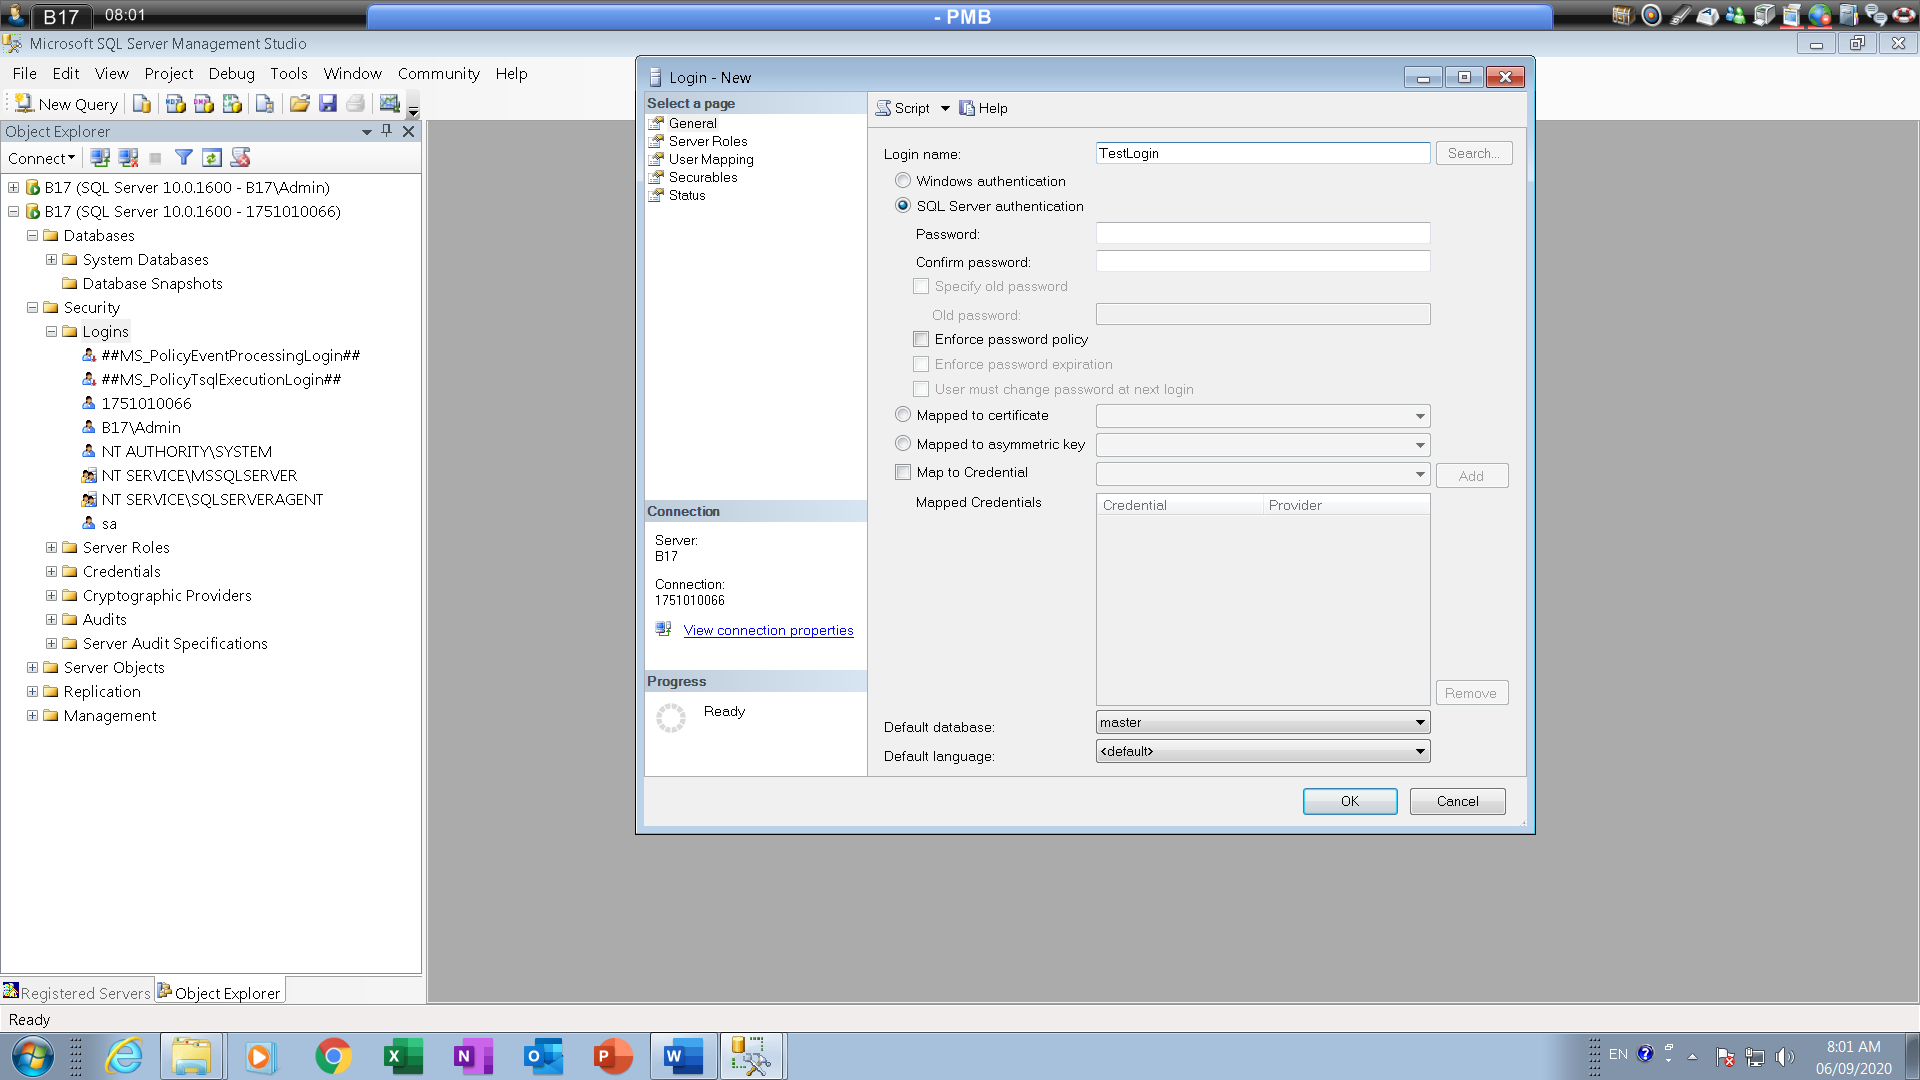 B17
08:01
- PMB
Microsoft SQL Server Management Studio
File Edit View Project Debug Tools Window Community Help
New Query
Object Explorer
Connect
B17 (SQL Server 10.0.1600 - B17\Admin)
B17 (SQL Server 10.0.1600 - 1751010066)
Databases
System Databases
Database Snapshots
Security
Logins
##MS_PolicyEventProcessingLogin##
##MS_PolicyTsqlExecutionLogin##
1751010066
B17\Admin
NT AUTHORITY\SYSTEM
NT SERVICE\MSSQLSERVER
NT SERVICE\SQLSERVERAGENT
sa
Server Roles
Credentials
Cryptographic Providers
Audits
Server Audit Specifications
Server Objects
Replication
Management
Registered Servers
Object Explorer
Ready
Login - New
Select a page
General
Server Roles
User Mapping
Securables
Status
Connection
Server:
B17
Connection:
1751010066
View connection properties
Progress
Ready
Script
Help
Login name: TestLogin Search...
Windows authentication
SQL Server authentication
Password:
Confirm password:
Specify old password
Old password:
Enforce password policy
Enforce password expiration
User must change password at next login
Mapped to certificate
Mapped to asymmetric key
Map to Credential Add
Mapped Credentials Credential Provider
Remove
Default database: master
Default language: <default>
OK Cancel
EN
8:01 AM
06/09/2020